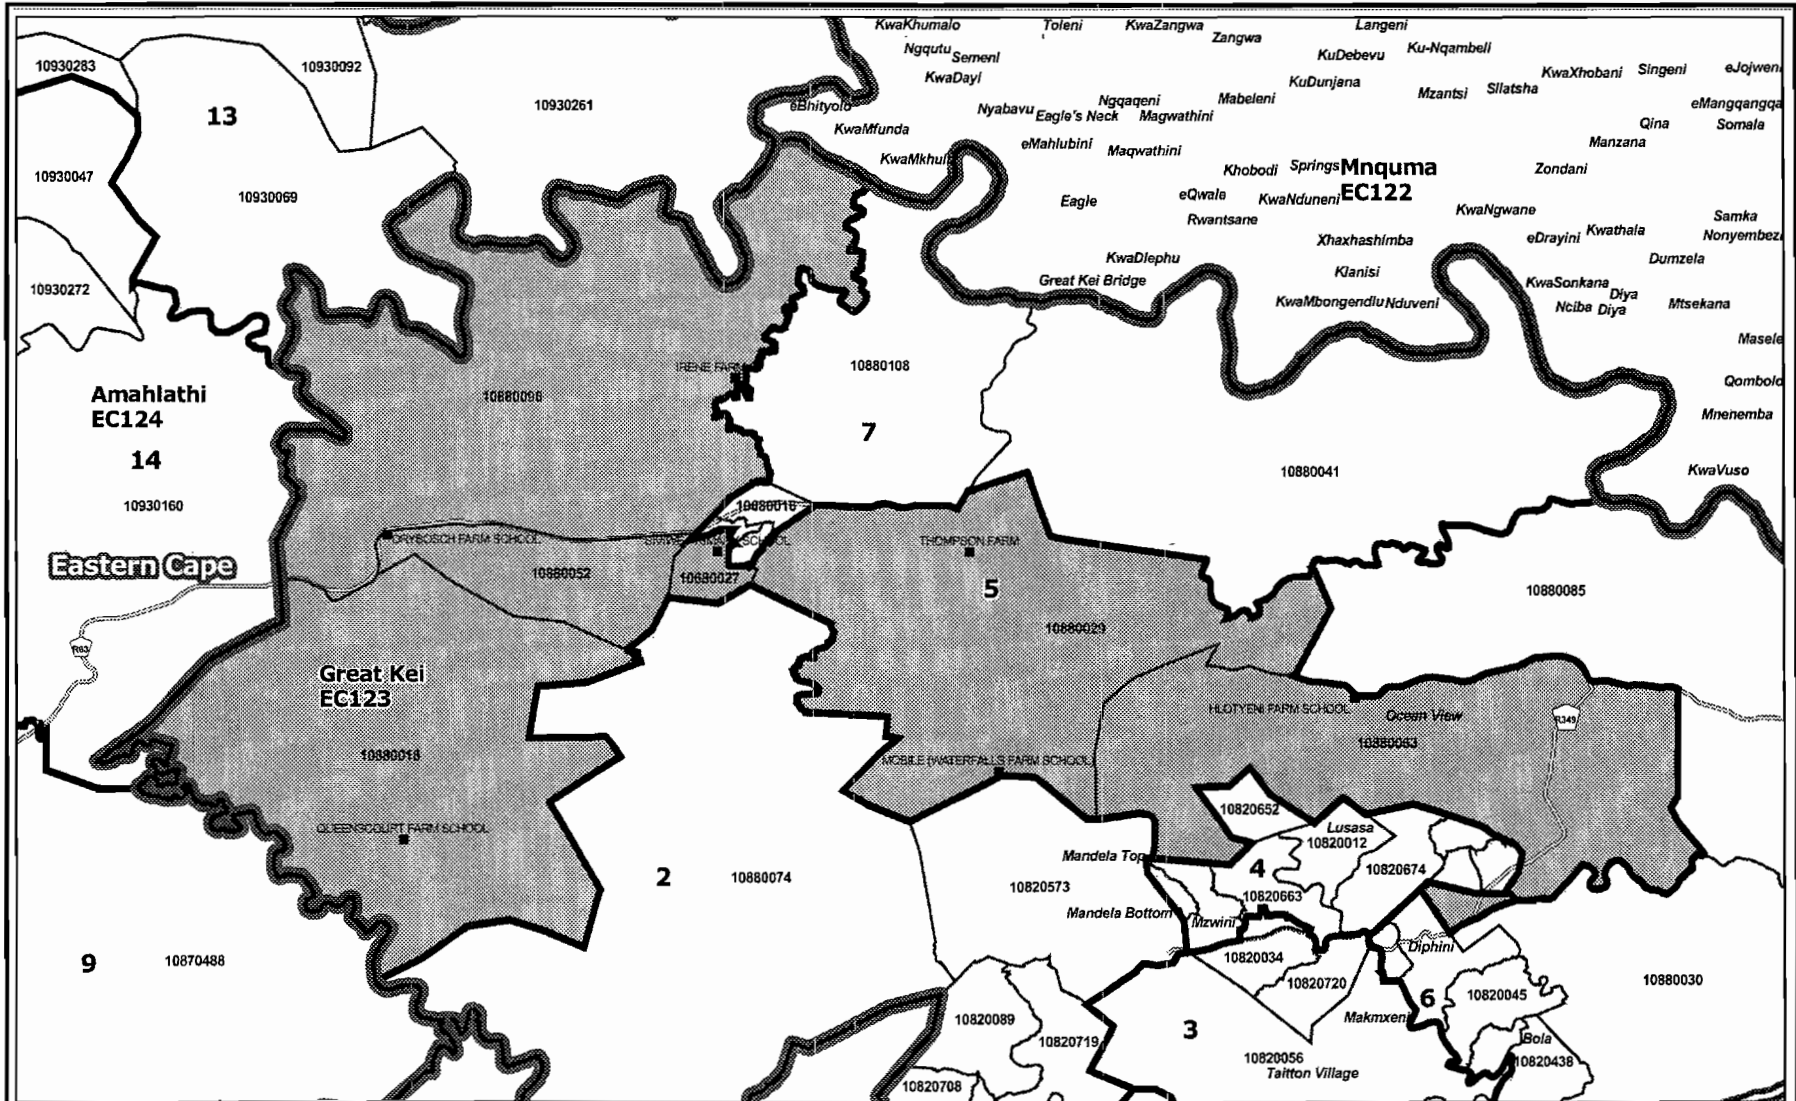 KwaKhumalo
Toleni
KwaZangwa
Langeni
Zangwa
Ngqutu
Semeni
KuDebevu
Ku-Nqambeli
10930283
10930092
KwaDayi
KwaXhobani
Singeni
eJojweni
KuDunjana
Mzantsi
Silatsha
10930261
eBhityolo
Nyabavu
Ngqaqeni
Mabeleni
eMangqangqa
13
Eagle's Neck
Magwathini
KwaMfunda
Qina
Somala
eMahlubini
Maqwathini
Manzana
KwaMkhul
Khobodi
Springs
Mnquma
EC122
Zondani
10930047
10930069
Eagle
eQwala
KwaNduneni
Rwantsane
KwaNgwane
Samka
Kwathala
Nonyembez
Xhaxhashimba
eDrayini
KwaDlephu
Dumzela
Klanisi
Great Kei Bridge
KwaSonkana
10930272
KwaMbongendlu
Nduveni
Diya
Nciba
Diya
Mtsekana
Masele
10880108
IRENE FARM
Qombolo
Amahlathi
EC124
Mnenemba
7
14
10880041
KwaVuso
10930160
THOMPSON FARM
Eastern Cape
10880052
10880027
5
10880085
10880029
R63
Great Kei
EC123
HLOTYENI FARM SCHOOL
Ocean View
R349
10880063
MOBILE (WATERFALLS FARM SCHOOL)
10820652
QUEENSCOURT FARM SCHOOL
Lusasa
10820012
Mandela Top
4
10820674
2
10880074
10820573
10820663
Mandela Bottom
Mzwini
Diphini
9
10870488
10820034
10820720
10880030
6
10820045
10820089
Makmxeni
3
10820719
Bola
10820056
10820438
Taitton Village
10820708